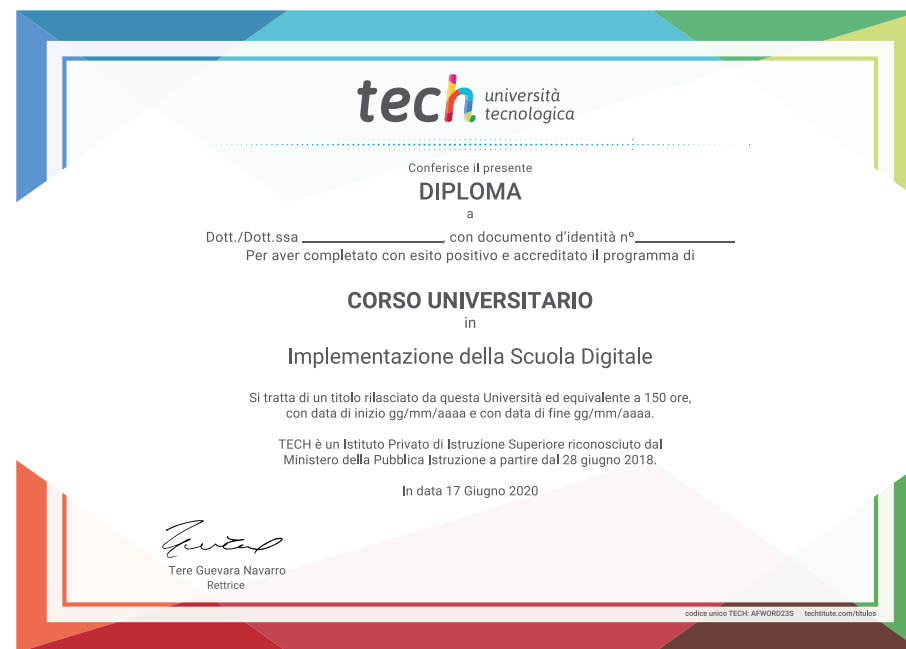 tech università
tecnologica
Conferisce il presente
DIPLOMA
a
Dott./Dott.ssa ____________________, con documento d'identità nº______________
Per aver completato con esito positivo e accreditato il programma di
CORSO UNIVERSITARIO
in
Implementazione della Scuola Digitale
Si tratta di un titolo rilasciato da questa Università ed equivalente a 150 ore,
con data di inizio gg/mm/aaaa e con data di fine gg/mm/aaaa.
TECH è un Istituto Privato di Istruzione Superiore riconosciuto dal
Ministero della Pubblica Istruzione a partire dal 28 giugno 2018.
In data 17 Giugno 2020
Tere Guevara Navarro
Rettrice
codice unico TECH: AFWORD23S techtitute.com/títulos